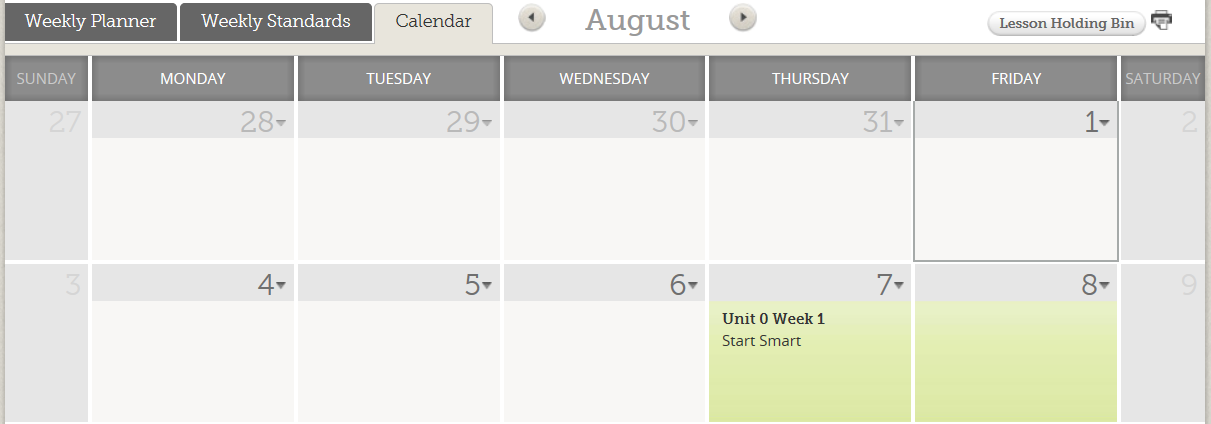 Weekly Planner Weekly Standards Calendar August Lesson Holding Bin
SUNDAY MONDAY TUESDAY WEDNESDAY THURSDAY FRIDAY SATURDAY
27 28 29 30 31 1 2
3 4 5 6 7 8 9
Unit 0 Week 1
Start Smart